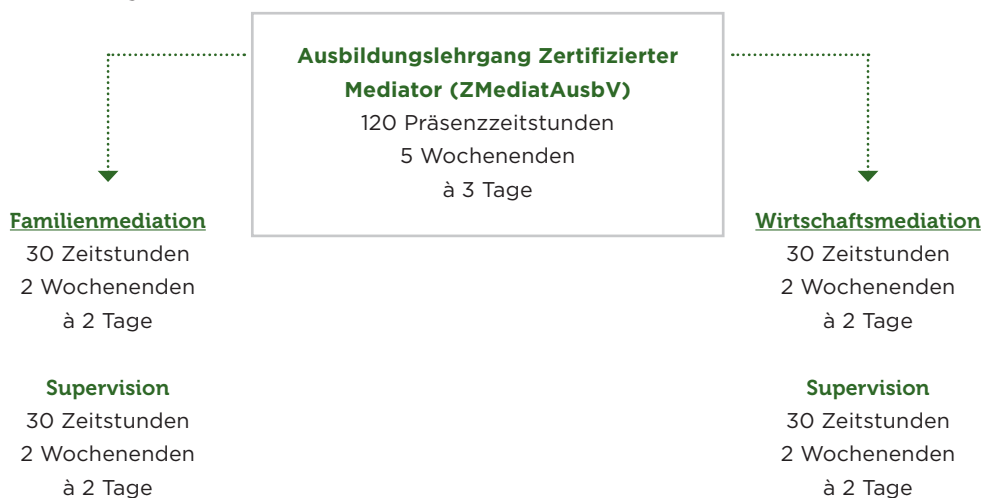 Ausbildungslehrgang Zertifizierter
Mediator (ZMediatAusbV)
120 Präsenzzeitstunden
5 Wochenenden
à 3 Tage
Familienmediation
30 Zeitstunden
2 Wochenenden
à 2 Tage
Supervision
30 Zeitstunden
2 Wochenenden
à 2 Tage
Wirtschaftsmediation
30 Zeitstunden
2 Wochenenden
à 2 Tage
Supervision
30 Zeitstunden
2 Wochenenden
à 2 Tage